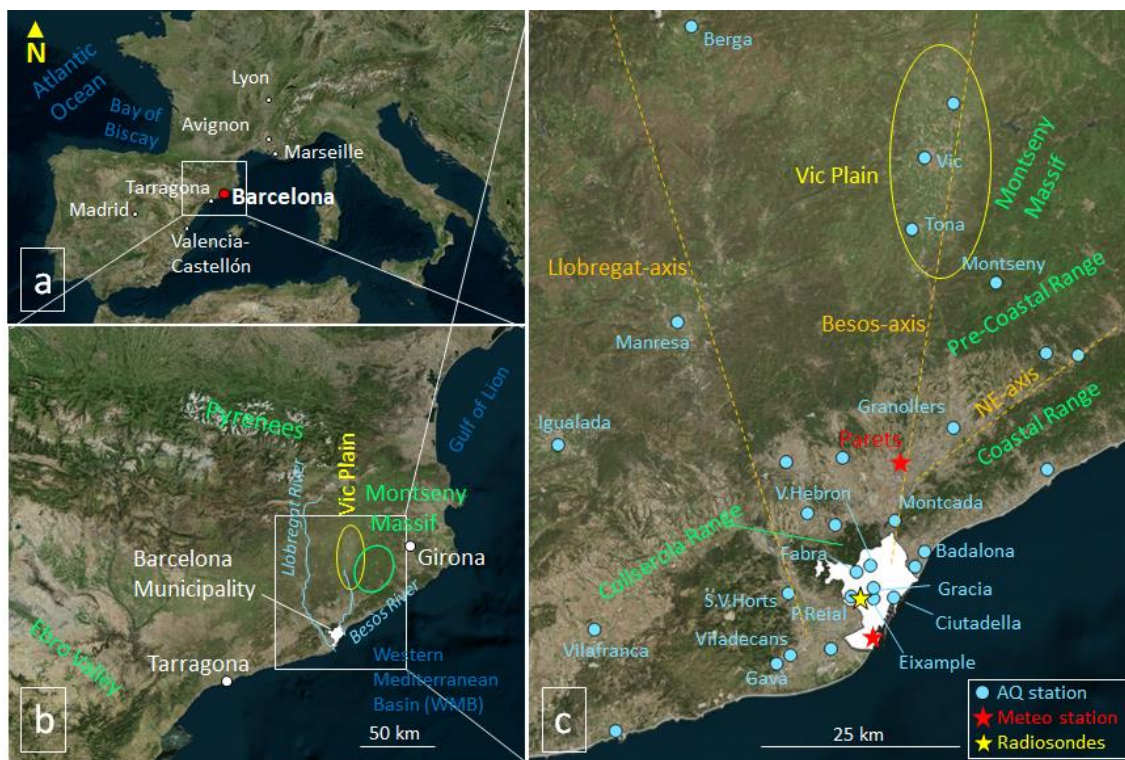 N
Atlantic
Ocean
Bay of
Biscay
Lyon
Avignon
Marseille
Tarragona
Barcelona
Madrid
Valencia-
Castellón
a
Pyrenees
Gulf of Lion
Llobregat River
Vic Plain
Montseny
Massif
Barcelona
Municipality
Girona
Besos River
Ebro Valley
Tarragona
Western
Mediterranean
Basin (WMB)
b
50 km
Berga
Vic Plain
Vic
Tona
Montseny
Massif
Montseny
Llobregat-axis
Besos-axis
Pre-Coastal Range
Manresa
NE-axis
Coastal Range
Granollers
Igualada
Parets
V.Hebron
Montcada
Collserola Range
Fabra
Badalona
Gracia
S.V.Horts
P.Reial
Ciutadella
Vilafranca
Viladecans
Eixample
Gavà
c
25 km
AQ station
Meteo station
Radiosondes